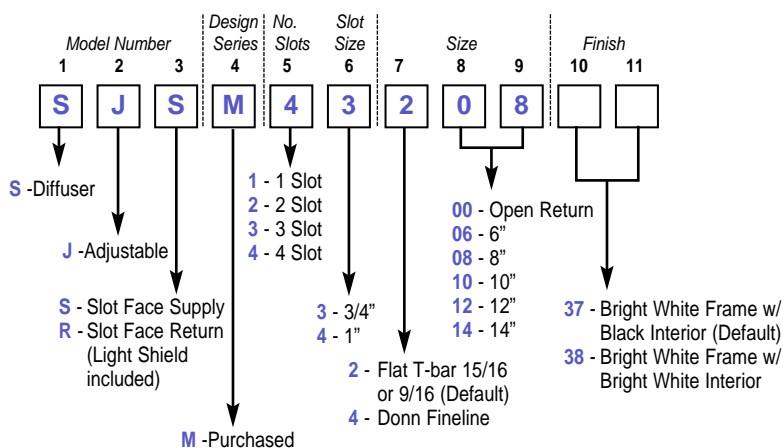 Model Number Design Series No. Slots Slot Size Size Finish
1 2 3 4 5 6 7 8 9 10 11
S J S M 4 3 2 0 8
S -Diffuser
J -Adjustable
S - Slot Face Supply
R - Slot Face Return
(Light Shield
included)
M -Purchased
1 - 1 Slot
2 - 2 Slot
3 - 3 Slot
4 - 4 Slot
3 - 3/4”
4 - 1”
2 - Flat T-bar 15/16
or 9/16 (Default)
4 - Donn Fineline
00 - Open Return
06 - 6”
08 - 8”
10 - 10”
12 - 12”
14 - 14”
37 - Bright White Frame w/
Black Interior (Default)
38 - Bright White Frame w/
Bright White Interior